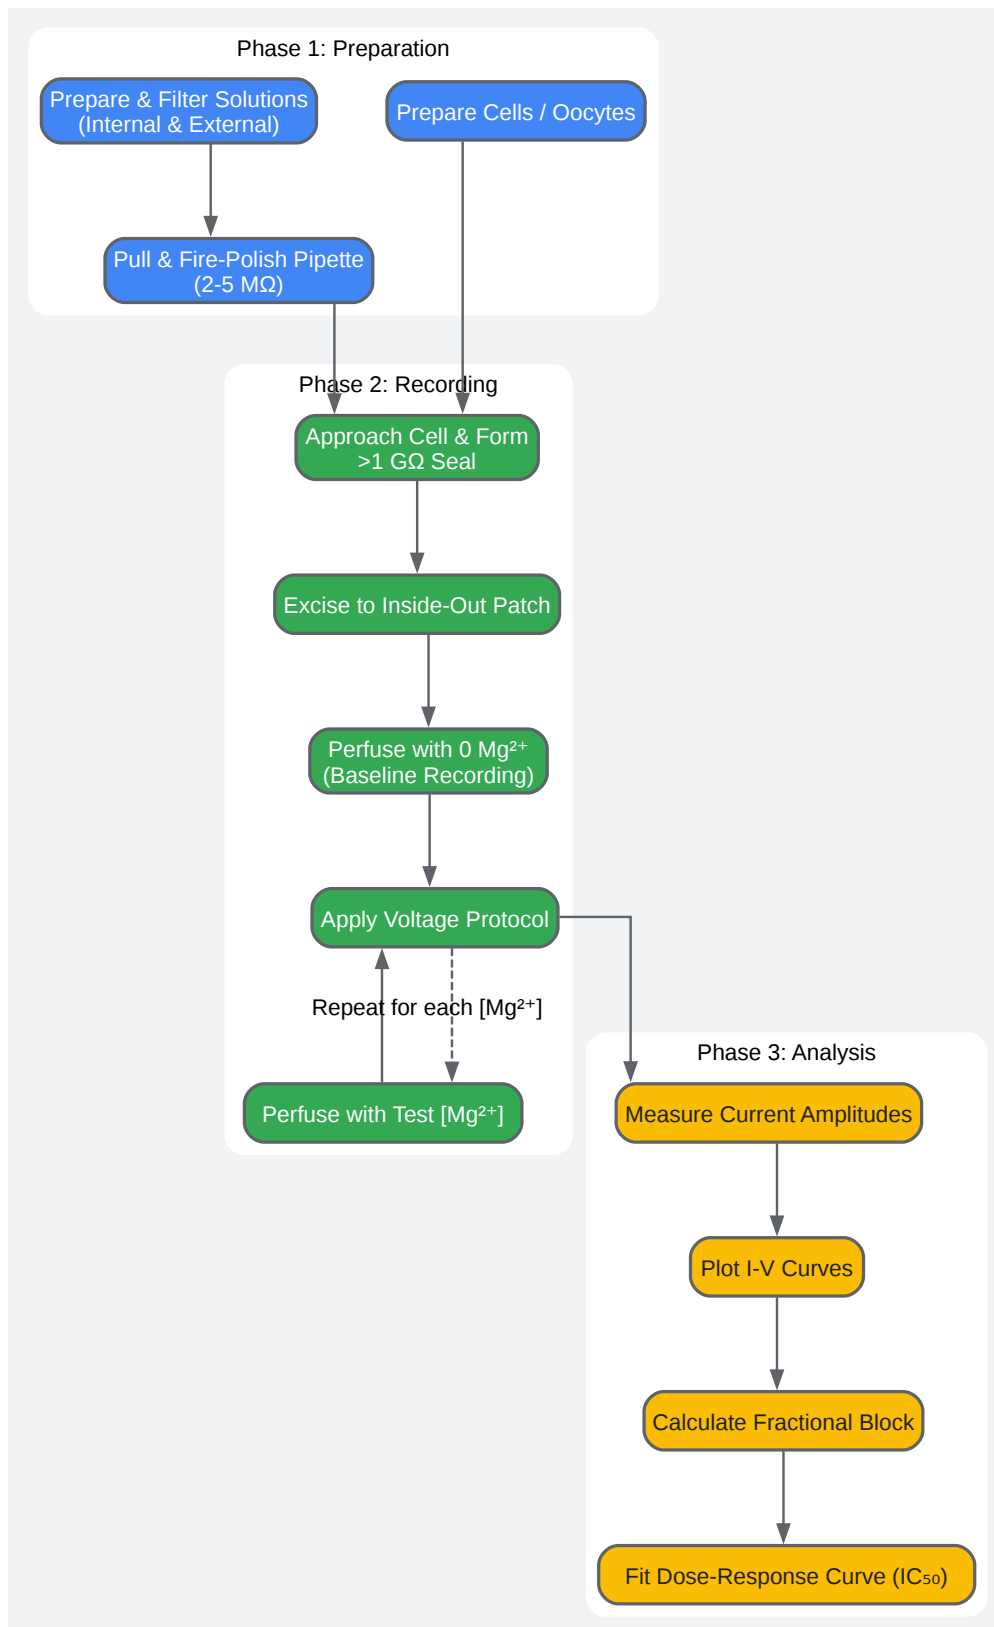 Phase 1: Preparation
Prepare & Filter Solutions
(Internal & External)
Prepare Cells / Oocytes
Pull & Fire-Polish Pipette
(2-5 MΩ)
Phase 2: Recording
Approach Cell & Form
>1 GΩ Seal
Excise to Inside-Out Patch
Perfuse with 0 Mg²⁺
(Baseline Recording)
Apply Voltage Protocol
Repeat for each [Mg²⁺]
Perfuse with Test [Mg²⁺]
Phase 3: Analysis
Measure Current Amplitudes
Plot I-V Curves
Calculate Fractional Block
Fit Dose-Response Curve (IC₅₀)